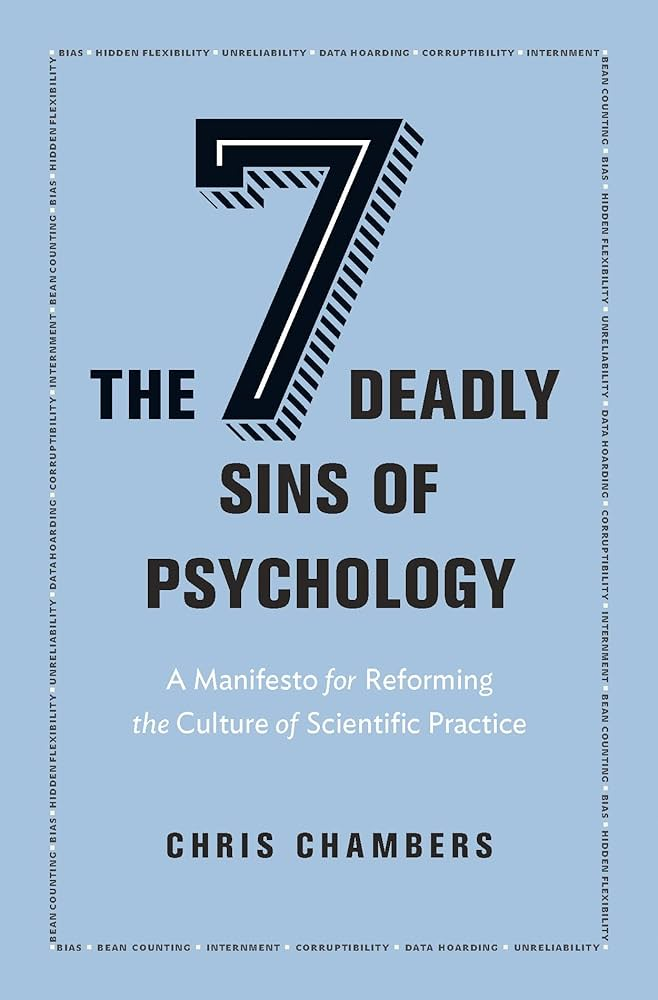 BIAS ▪ HIDDEN FLEXIBILITY ▪ UNRELIABILITY ▪ DATA HOARDING ▪ CORRUPTIBILITY ▪ INTERNMENT
BEAN COUNTING ▪ BIAS ▪ HIDDEN FLEXIBILITY ▪ UNRELIABILITY ▪ DATA HOARDING ▪ CORRUPTIBILITY ▪ INTERNMENT ▪ BEAN COUNTING ▪ BIAS ▪ HIDDEN FLEXIBILITY
7
THE DEADLY
SINS OF
PSYCHOLOGY
A Manifesto for Reforming
the Culture of Scientific Practice
CHRIS CHAMBERS
BEAN COUNTING ▪ BIAS ▪ HIDDEN FLEXIBILITY ▪ UNRELIABILITY ▪ DATA HOARDING ▪ CORRUPTIBILITY ▪ INTERNMENT ▪ BEAN COUNTING ▪ BIAS ▪ HIDDEN FLEXIBILITY
BIAS ▪ BEAN COUNTING ▪ INTERNMENT ▪ CORRUPTIBILITY ▪ DATA HOARDING ▪ UNRELIABILITY